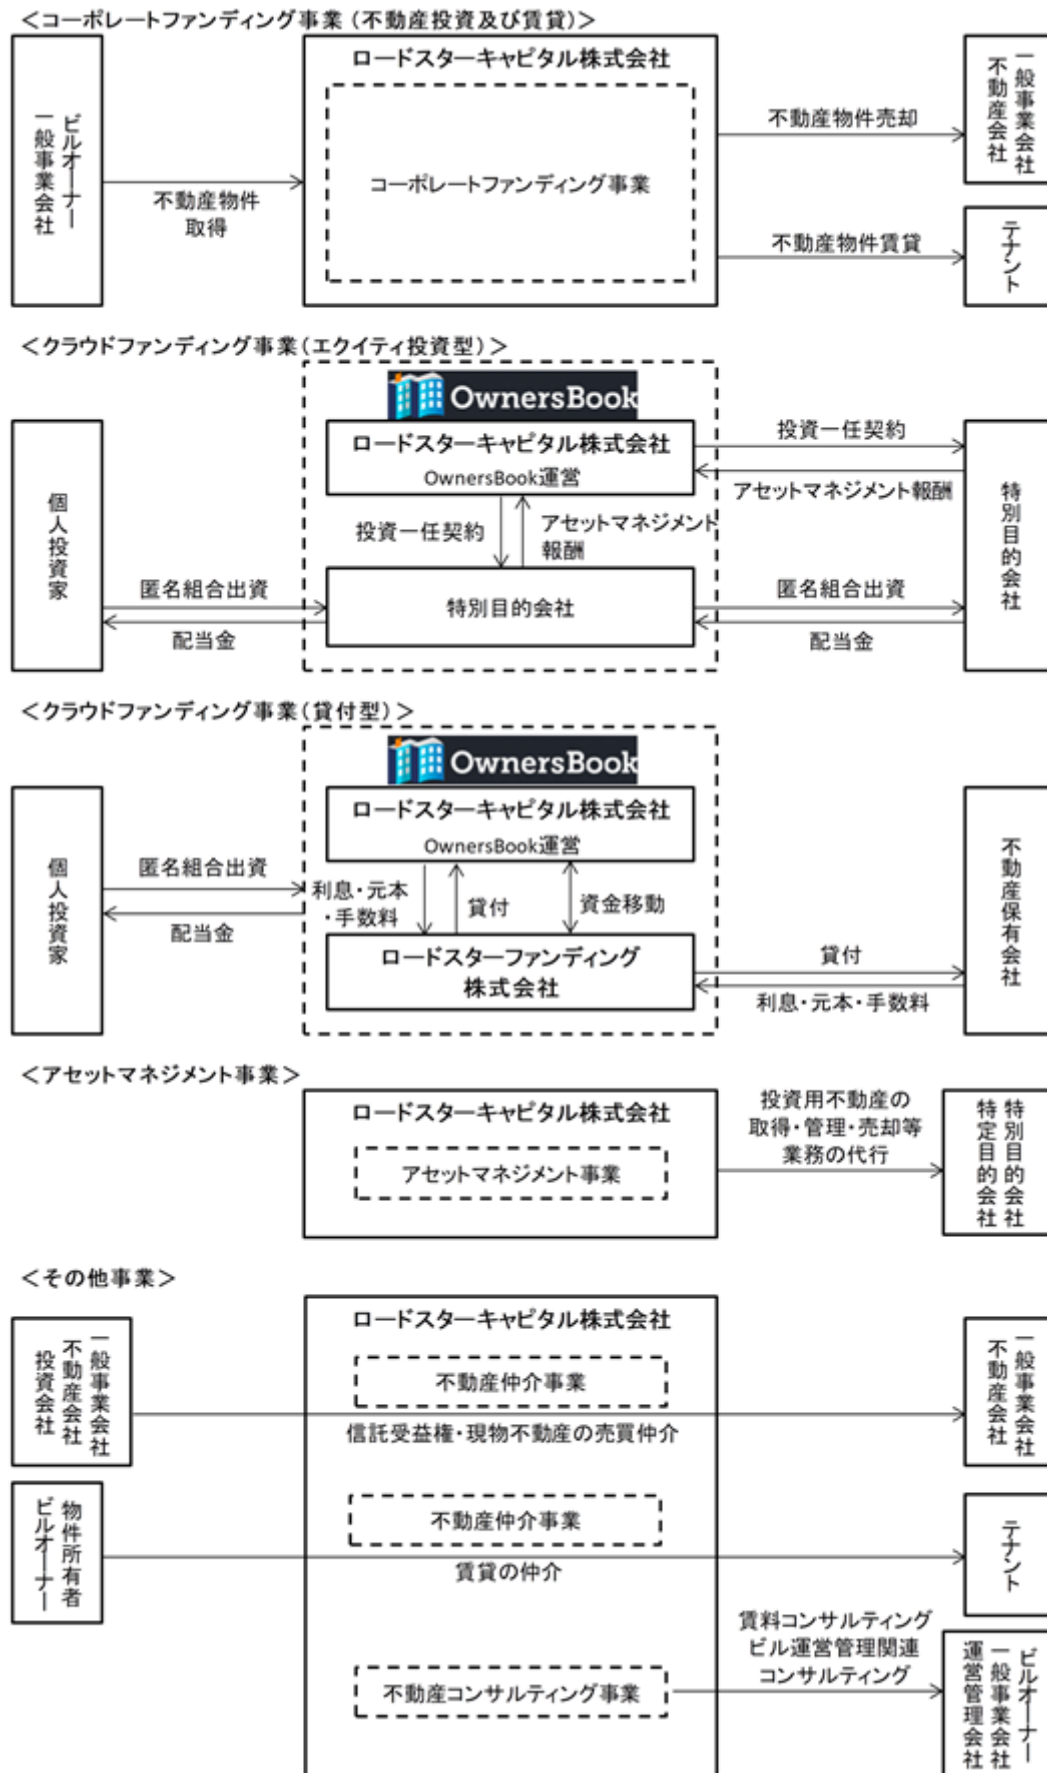 ＜コーポレートファンディング事業（不動産投資及び賃貸）＞
ビルオーナー
一般事業会社
不動産物件
取得
ロードスターキャピタル株式会社
コーポレートファンディング事業
不動産物件売却
一般事業会社
不動産会社
不動産物件賃貸
テナント
＜クラウドファンディング事業（エクイティ投資型）＞
個人投資家
匿名組合出資
配当金
OwnersBook
ロードスターキャピタル株式会社
OwnersBook運営
投資一任契約
アセットマネジメント
報酬
特別目的会社
投資一任契約
アセットマネジメント報酬
匿名組合出資
配当金
特別目的会社
＜クラウドファンディング事業（貸付型）＞
個人投資家
匿名組合出資
配当金
OwnersBook
ロードスターキャピタル株式会社
OwnersBook運営
利息・元本
・手数料
貸付
資金移動
ロードスターファンディング
株式会社
貸付
利息・元本・手数料
不動産保有会社
＜アセットマネジメント事業＞
ロードスターキャピタル株式会社
アセットマネジメント事業
投資用不動産の
取得・管理・売却等
業務の代行
特別目的会社
特定目的会社
＜その他事業＞
一般事業会社
不動産会社
投資会社
ロードスターキャピタル株式会社
不動産仲介事業
信託受益権・現物不動産の売買仲介
一般事業会社
不動産会社
物件所有者
ビルオーナー
不動産仲介事業
賃貸の仲介
テナント
不動産コンサルティング事業
賃料コンサルティング
ビル運営管理関連
コンサルティング
ビルオーナー
一般事業会社
運営管理会社